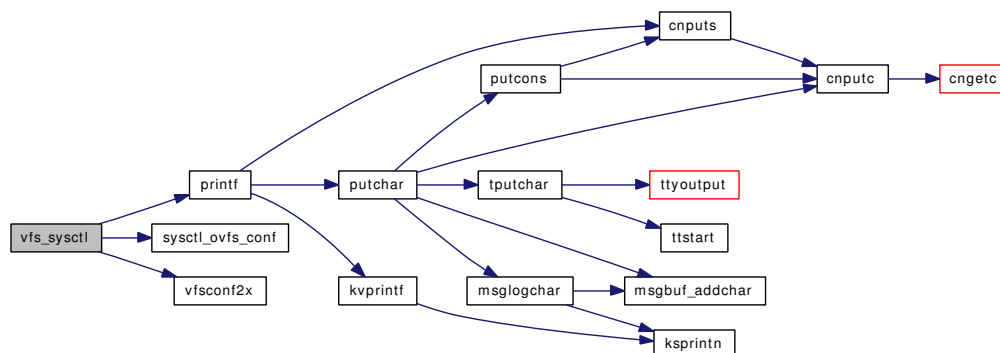 cnputs
putcons
cnputc
cngetc
printf
putchar
tputchar
ttyoutput
vfs_sysctl
sysctl_ovfs_conf
ttstart
vfsconf2x
kvprintf
msglogchar
msgbuf_addchar
ksprintn